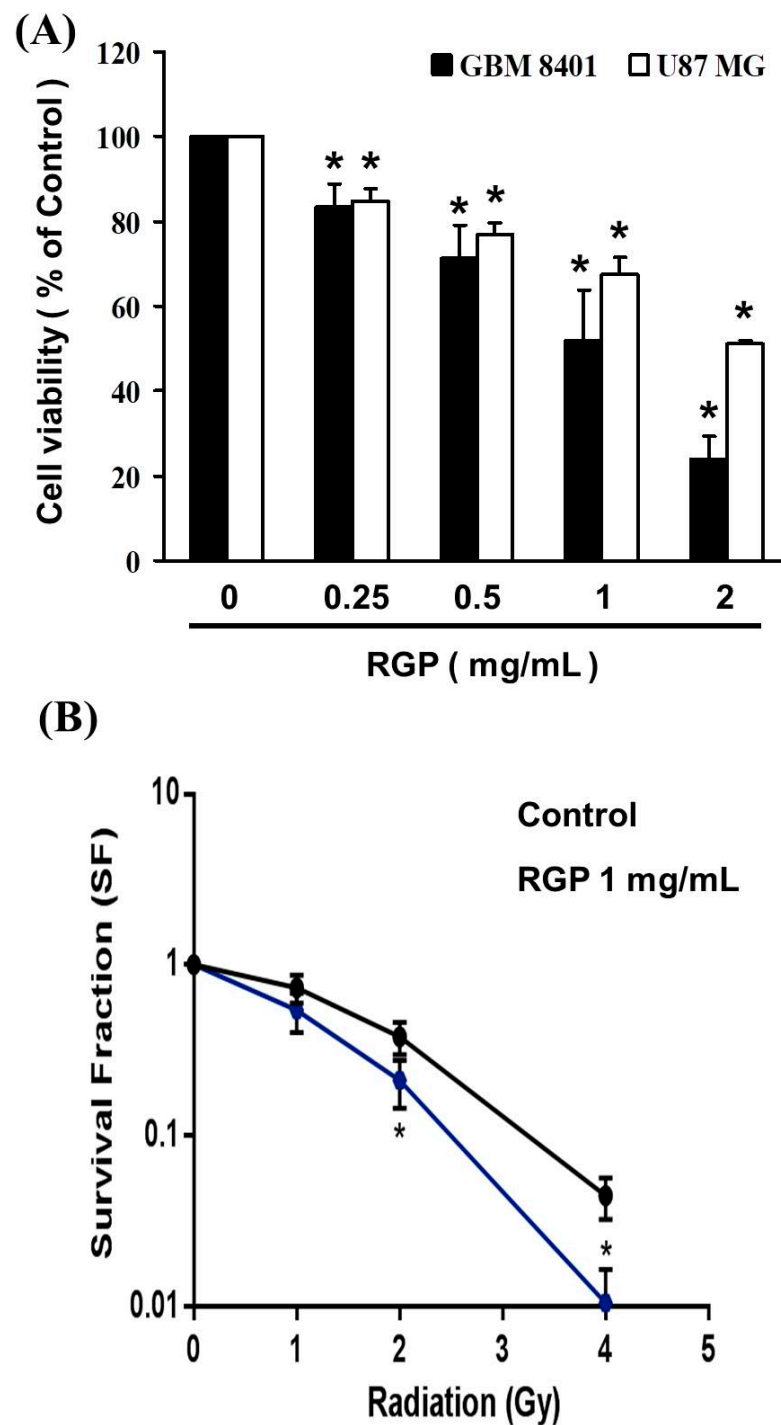 (A)
Cell viability ( % of Control )
120
100
80
60
40
20
0
GBM 8401 U87 MG
* *
* *
* *
* *
0 0.25 0.5 1 2
RGP ( mg/mL )
(B)
Survival Fraction (SF)
10
1
0.1
0.01
Control
RGP 1 mg/mL
*
*
0 1 2 3 4 5
Radiation (Gy)